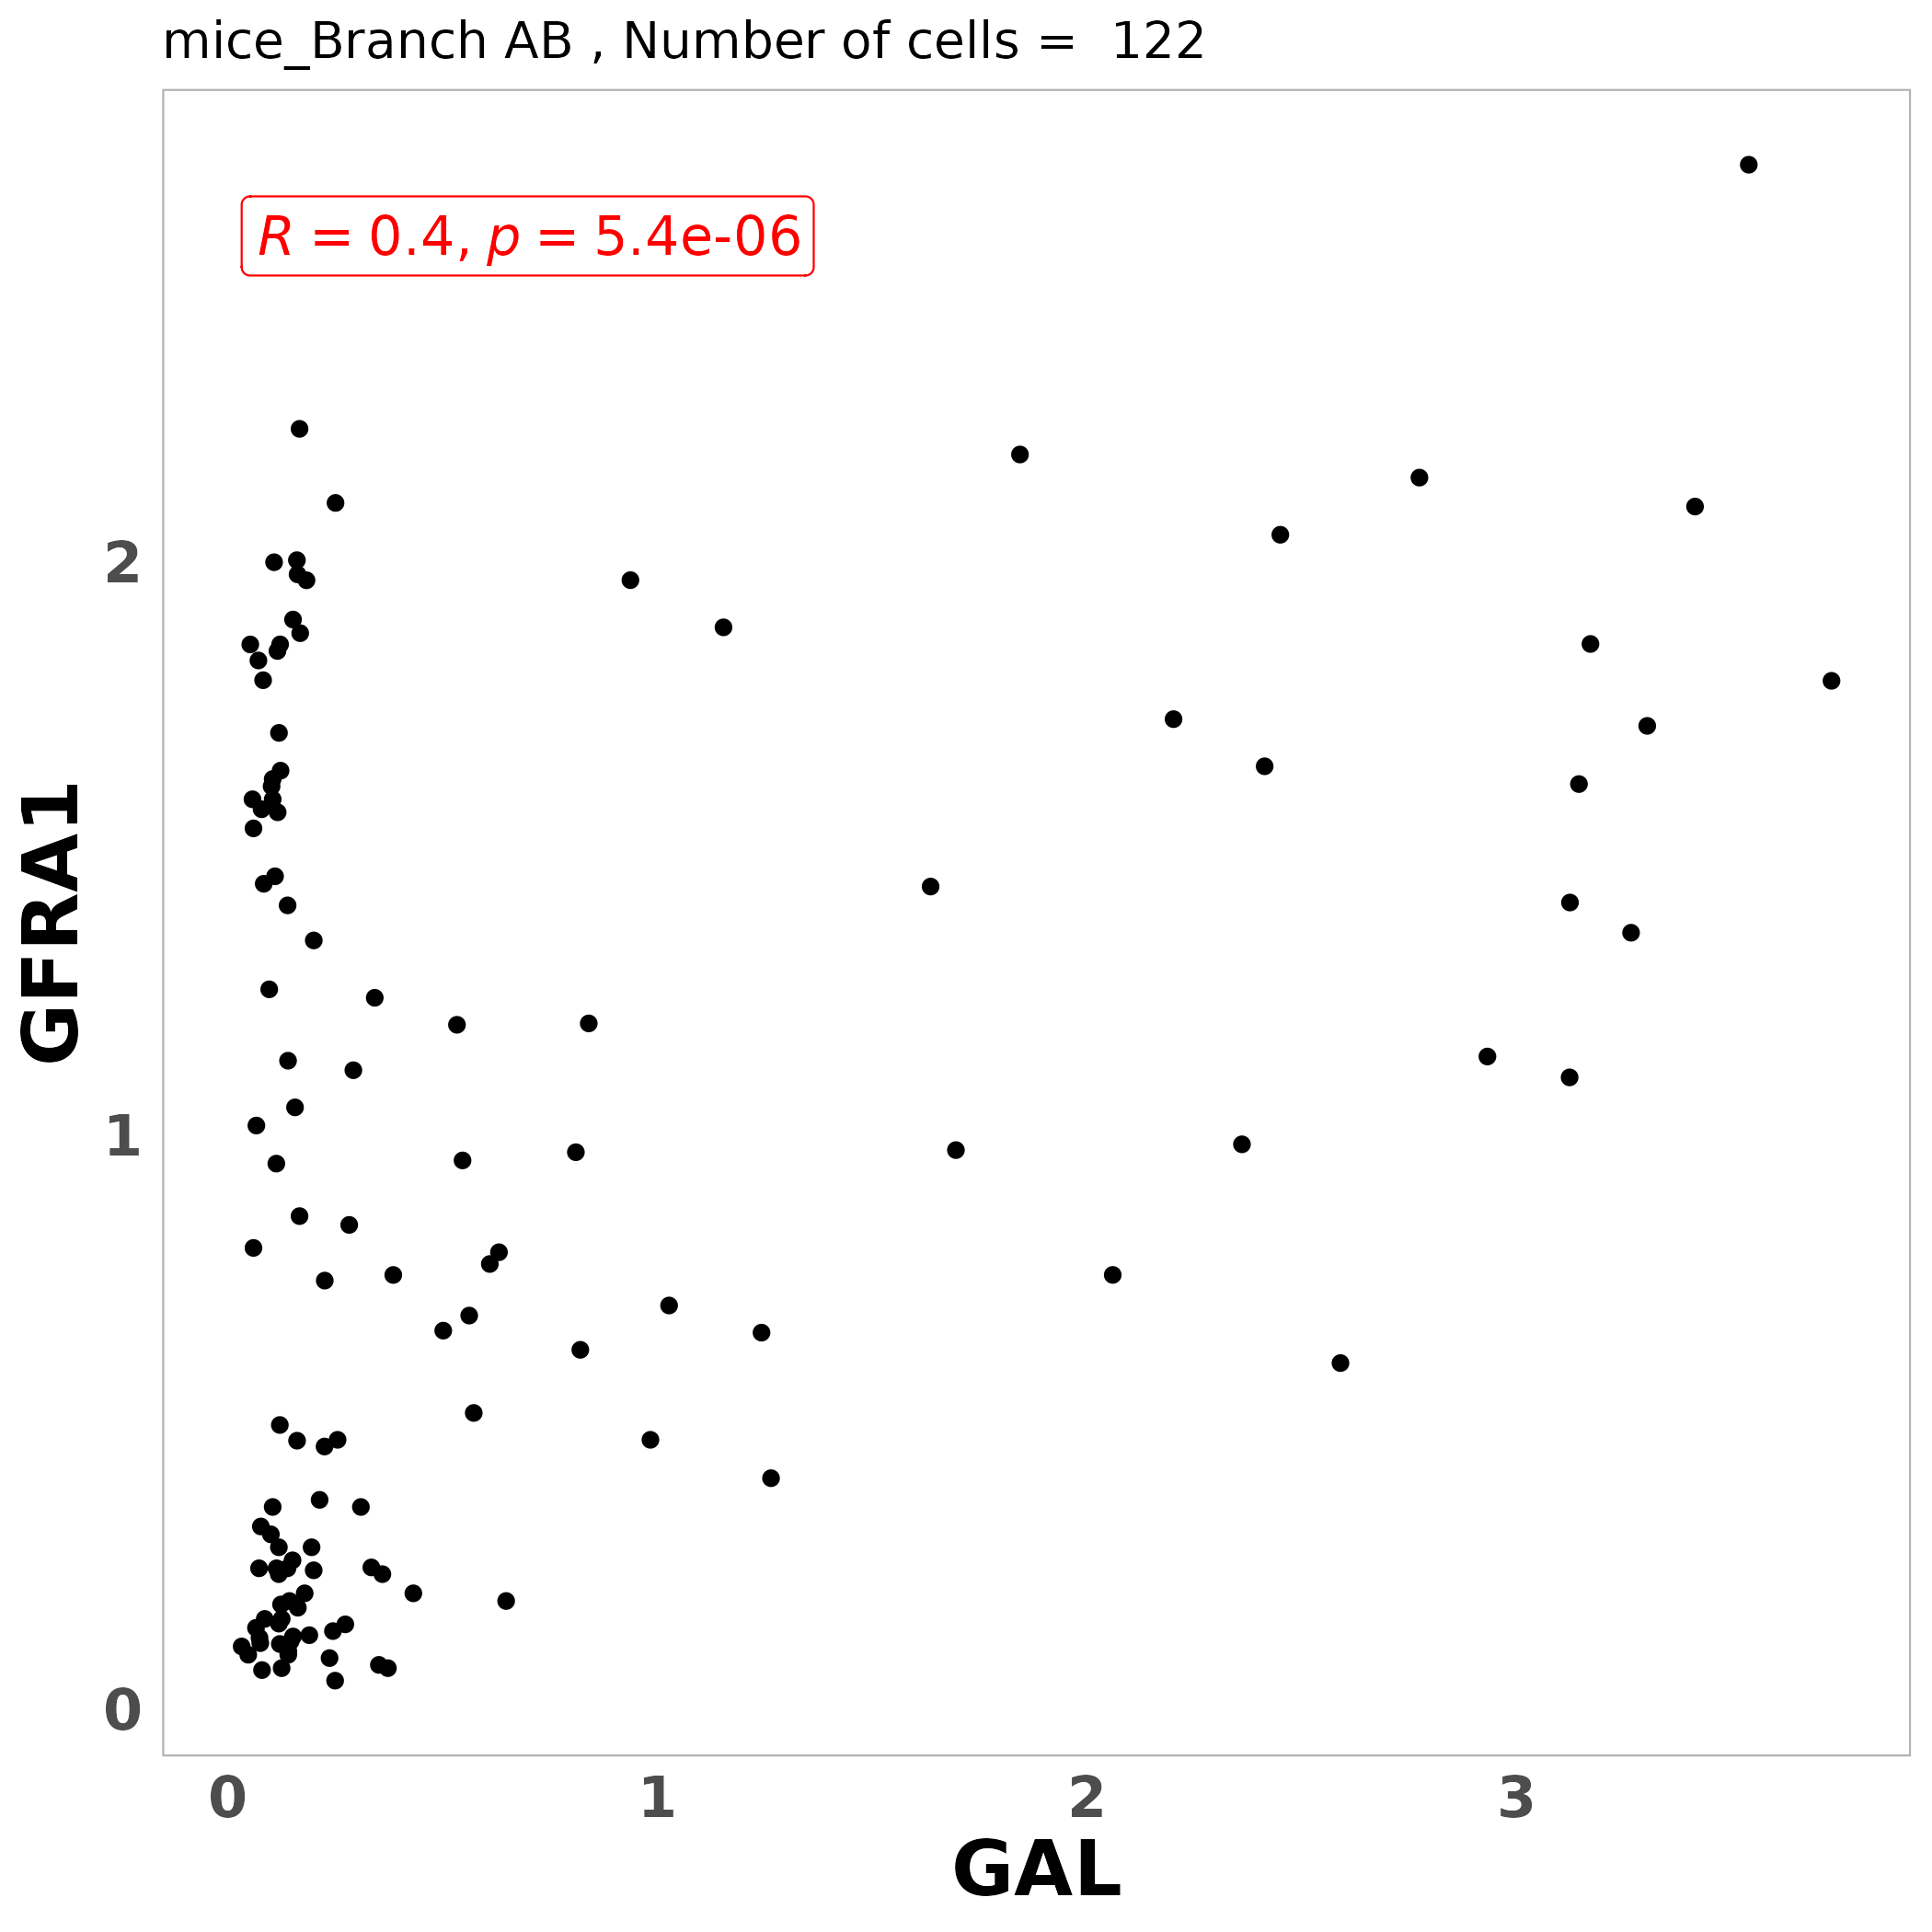 mice_Branch AB , Number of cells =  122
R = 0.4, p = 5.4e-06
GFRA1
2
1
0
0 1 2 3
GAL